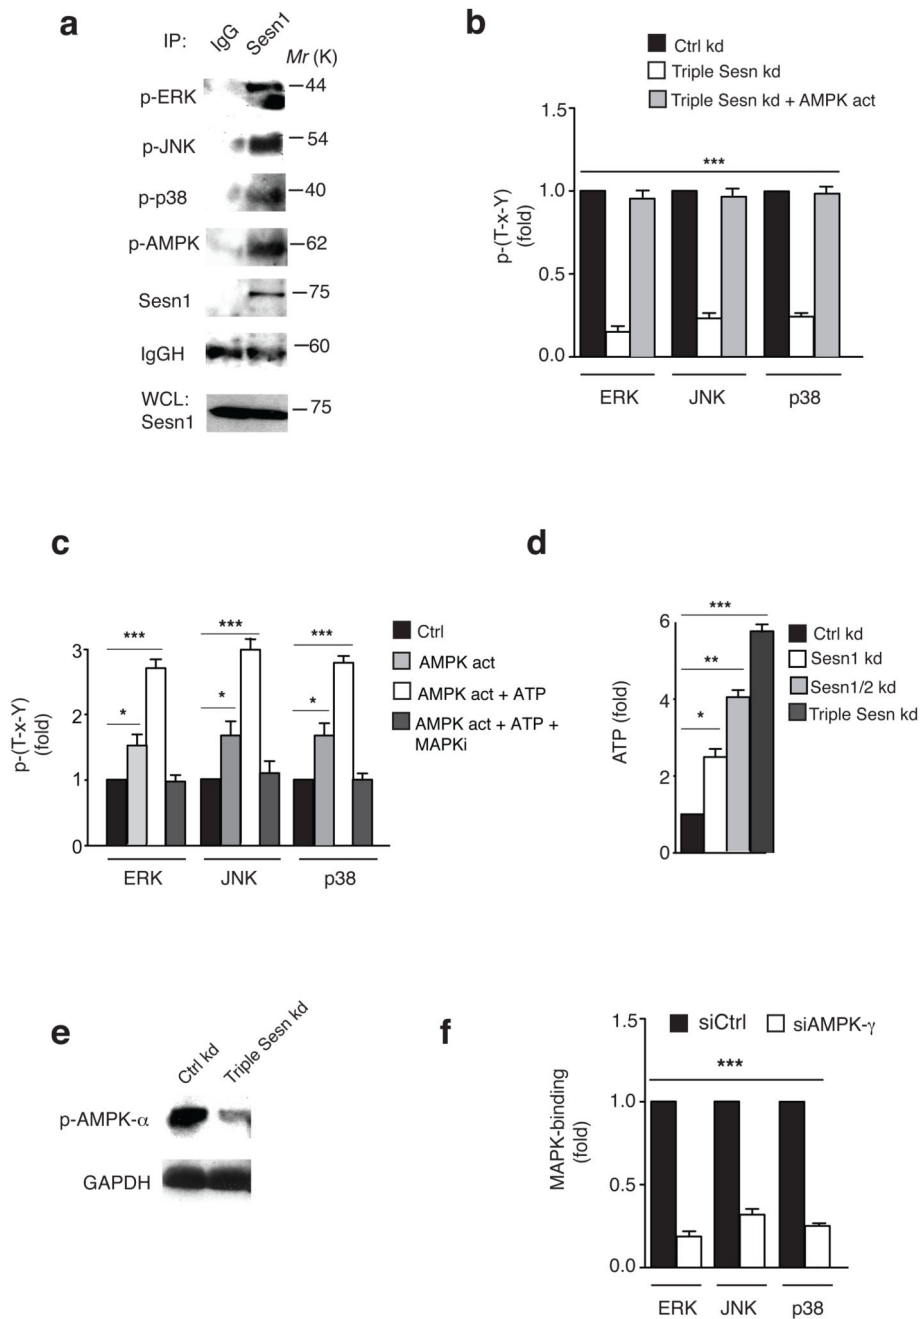 a
IP:
IgG
Sesn1
Mr (K)
p-ERK
44
p-JNK
54
p-p38
40
p-AMPK
62
Sesn1
75
IgGH
60
WCL:
Sesn1
75
b
Ctrl kd
Triple Sesn kd
Triple Sesn kd + AMPK act
p-(T-x-Y)
(fold)
1.5
1.0
0.5
0.0
***
ERK JNK p38
c
p-(T-x-Y)
(fold)
3
2
1
0
*** *** ***
* * *
ERK JNK p38
Ctrl
AMPK act
AMPK act + ATP
AMPK act + ATP +
MAPKi
d
ATP (fold)
6
4
2
0
***
**
*
Ctrl kd
Sesn1 kd
Sesn1/2 kd
Triple Sesn kd
e
Ctrl kd
Triple Sesn kd
p-AMPK-α
GAPDH
f
siCtrl siAMPK-γ
MAPK-binding
(fold)
1.5
1.0
0.5
0.0
***
ERK JNK p38